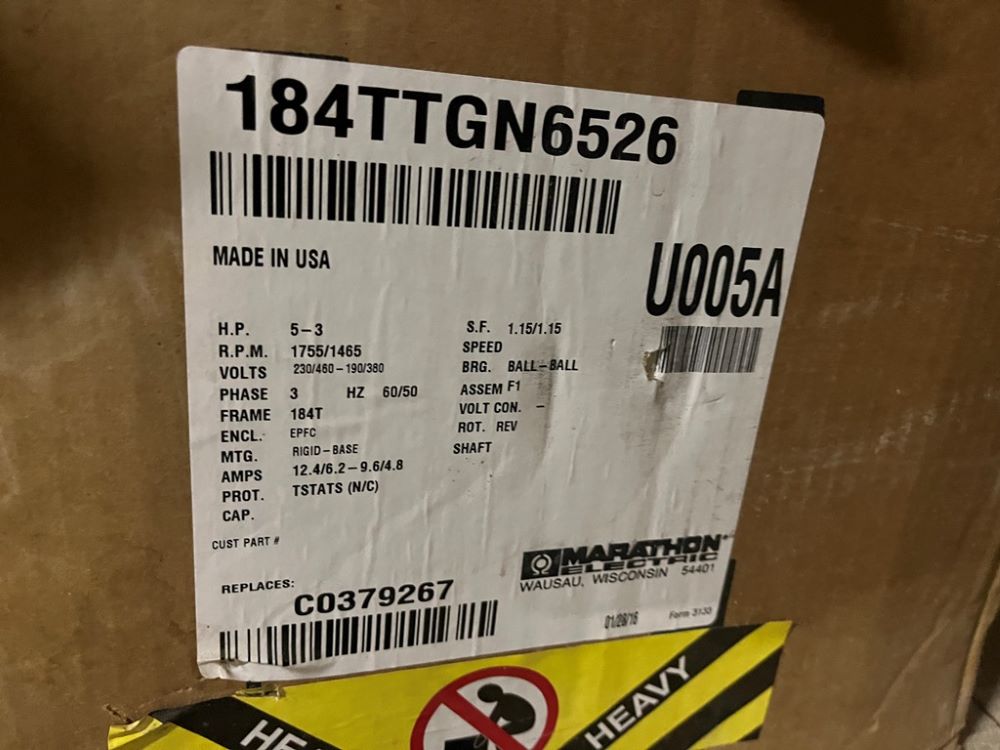 184TTGN6526
MADE IN USA
U005A
H.P. 5-3
R.P.M. 1755/1465
VOLTS 230/460-190/380
PHASE 3 HZ 60/50
FRAME 184T
ENCL. EPFC
MTG. RIGID-BASE
AMPS 12.4/6.2-9.6/4.8
PROT. TSTATS (N/C)
CAP.
S.F. 1.15/1.15
SPEED
BRG. BALL-BALL
ASSEM F1
VOLT CON. -
ROT. REV
SHAFT
CUST PART #
REPLACES: C0379267
MARATHON
ELECTRIC
WAUSAU, WISCONSIN 54401
01/28/16 Form 3133
HEAVY